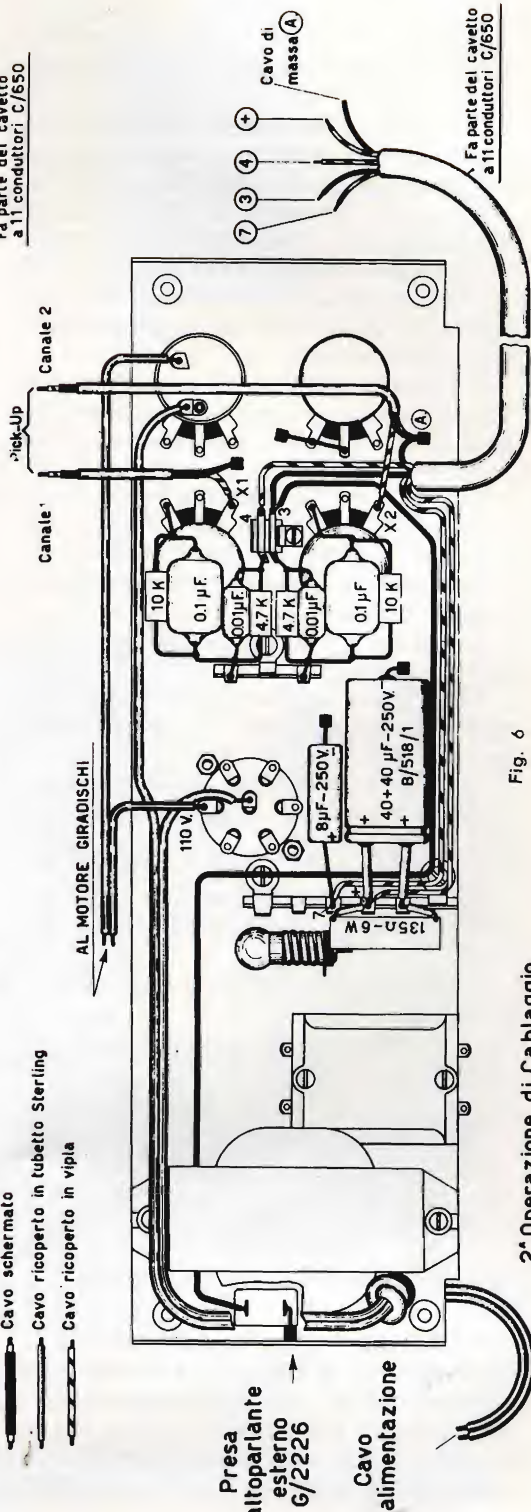 Cavo schermato
Cavo ricoperto in tubetto Sterling
Cavo ricoperto in vipla
AL MOTORE GIRADISCHI
Pick-Up
Canale 1
Canale 2
Fa parte del cavetto
a 11 conduttori C/650
110 V.
10 K
0.1 µF.
0.01µF.
4.7 K
4.7 K
0.01µF
0.1 µF
10 K
X1
4
3
X2
A
8µF-250V.
+
40+40 µF-250V.
B/518/1
+
+
7
+
135Ω-6W
7
3
4
+
Cavo di
massa A
Fa parte del cavetto
a 11 conduttori C/650
Presa
altoparlante
esterno
G/2226
Cavo
alimentazione
Fig. 6
2ª Operazione di Cablaggio